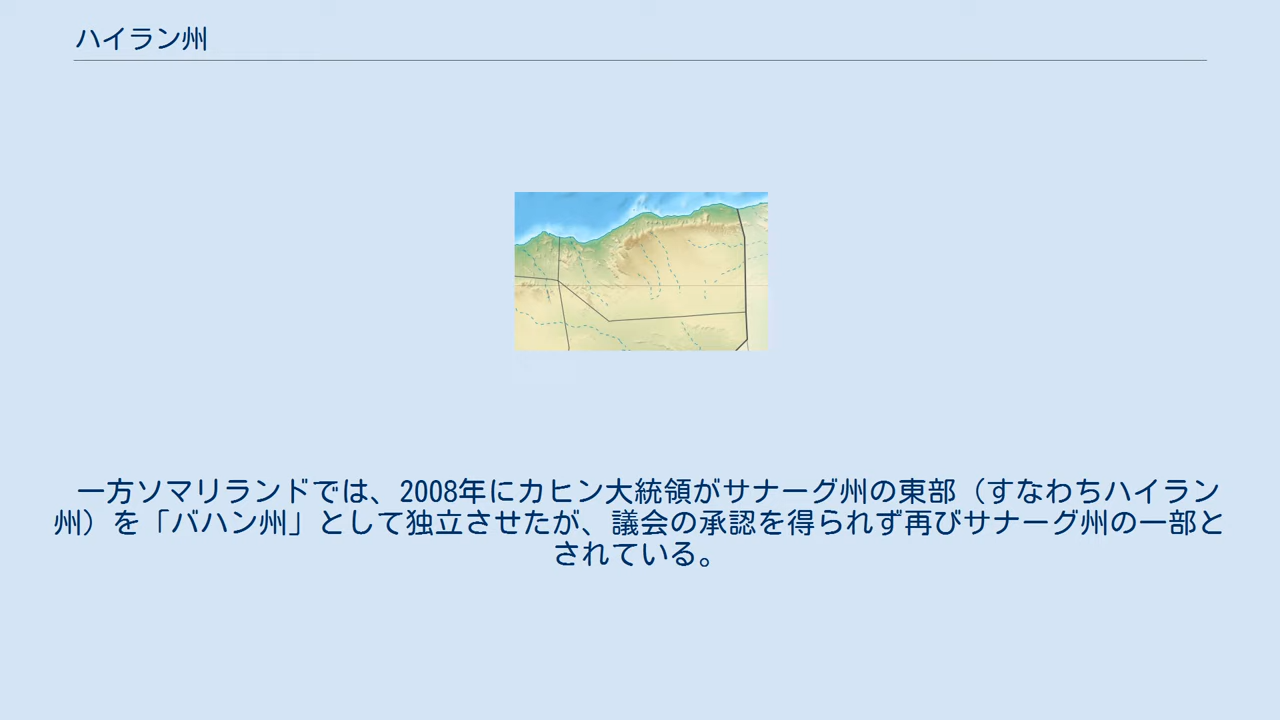 ハイラン州
一方ソマリランドでは、2008年にカヒン大統領がサナーグ州の東部（すなわちハイラン
州）を「バハン州」として独立させたが、議会の承認を得られず再びサナーグ州の一部と
されている。